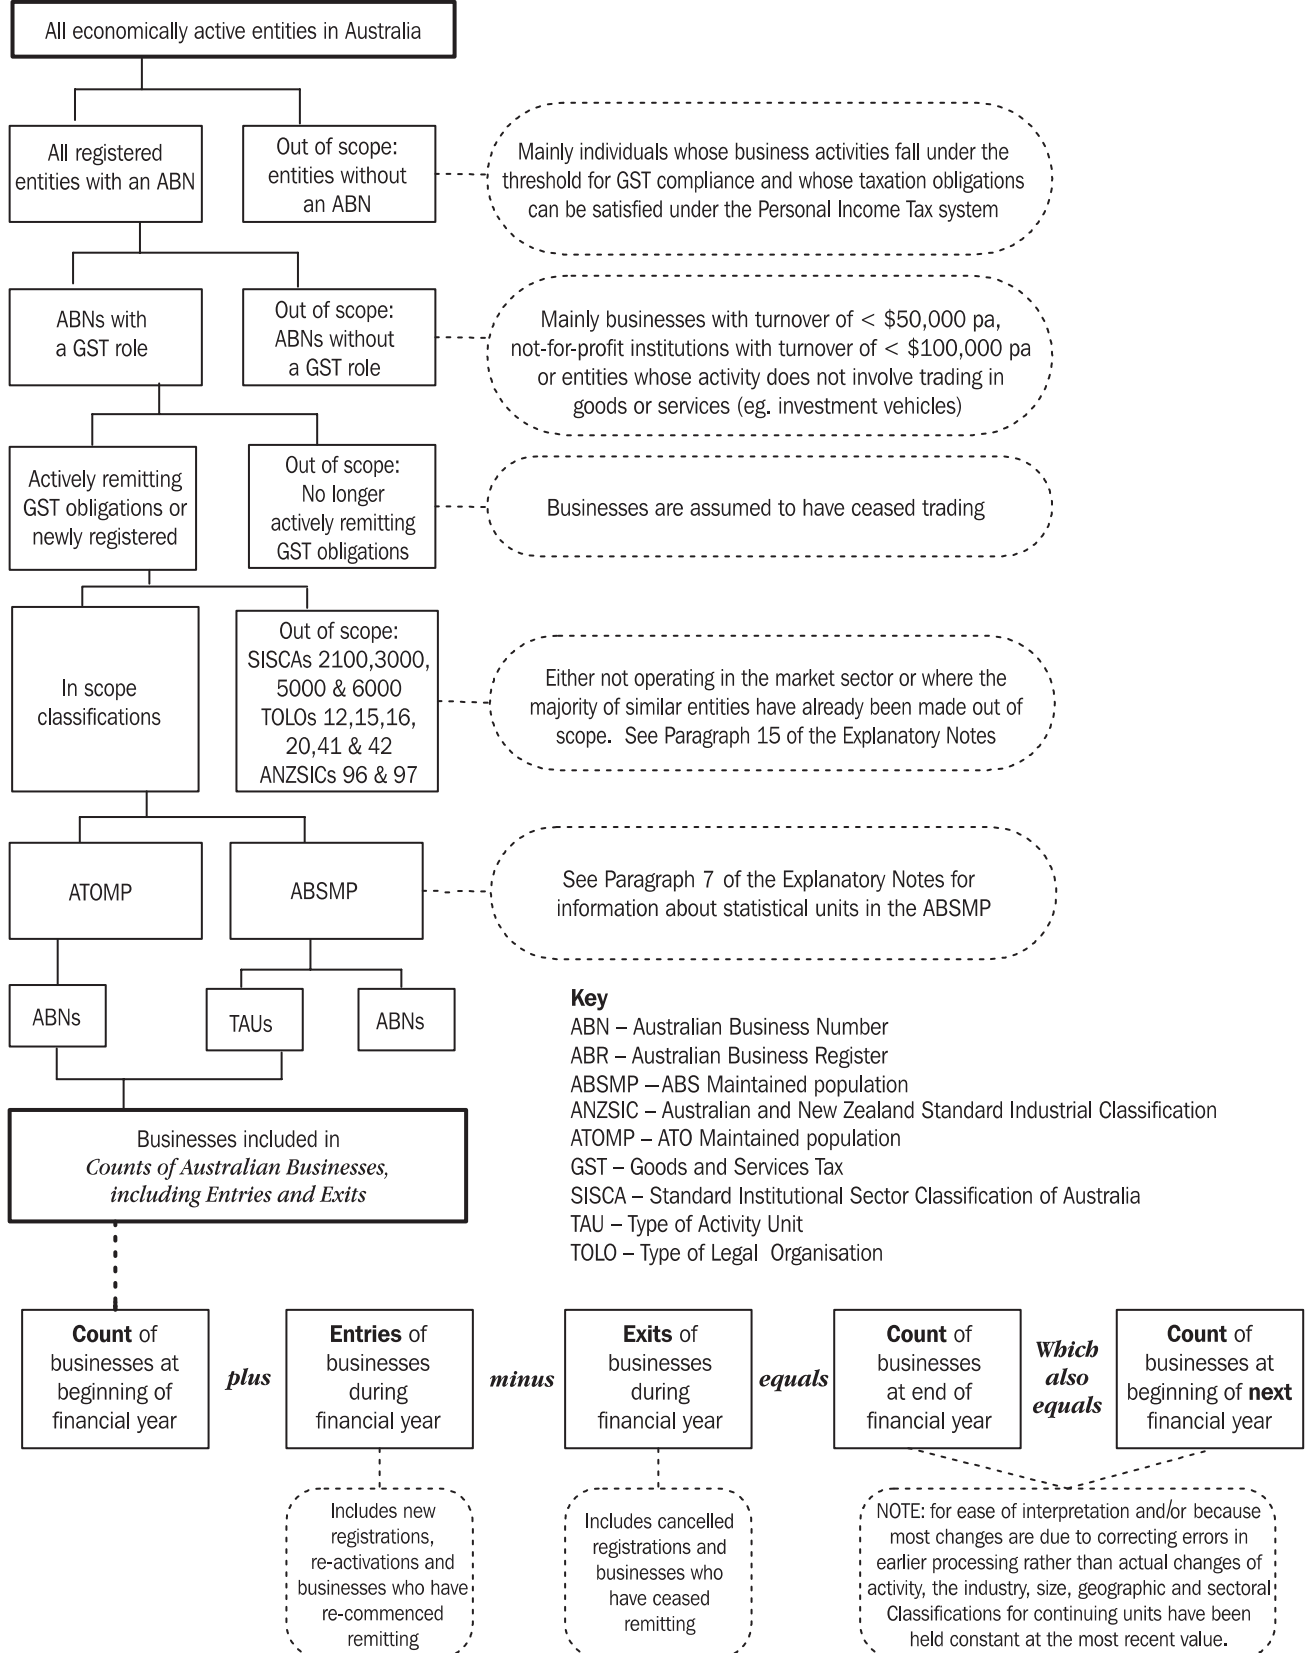 All economically active entities in Australia
All registered
entities with an ABN
Out of scope:
entities without
an ABN
Mainly individuals whose business activities fall under the
threshold for GST compliance and whose taxation obligations
can be satisfied under the Personal Income Tax system
ABNs with
a GST role
Out of scope:
ABNs without
a GST role
Mainly businesses with turnover of < $50,000 pa,
not-for-profit institutions with turnover of < $100,000 pa
or entities whose activity does not involve trading in
goods or services (eg. investment vehicles)
Actively remitting
GST obligations or
newly registered
Out of scope:
No longer
actively remitting
GST obligations
Businesses are assumed to have ceased trading
In scope
classifications
Out of scope:
SISCAs 2100,3000,
5000 & 6000
TOLOs 12,15,16,
20,41 & 42
ANZSICs 96 & 97
Either not operating in the market sector or where the
majority of similar entities have already been made out of
scope. See Paragraph 15 of the Explanatory Notes
ATOMP
ABSMP
See Paragraph 7 of the Explanatory Notes for
information about statistical units in the ABSMP
ABNs
TAUs
ABNs
Key
ABN – Australian Business Number
ABR – Australian Business Register
ABSMP – ABS Maintained population
ANZSIC – Australian and New Zealand Standard Industrial Classification
ATOMP – ATO Maintained population
GST – Goods and Services Tax
SISCA – Standard Institutional Sector Classification of Australia
TAU – Type of Activity Unit
TOLO – Type of Legal Organisation
Businesses included in
Counts of Australian Businesses,
including Entries and Exits
Count of
businesses at
beginning of
financial year
plus
Entries of
businesses
during
financial year
minus
Exits of
businesses
during
financial year
equals
Count of
businesses
at end of
financial year
Which
also
equals
Count of
businesses at
beginning of next
financial year
Includes new
registrations,
re-activations and
businesses who have
re-commenced
remitting
Includes cancelled
registrations and
businesses who
have ceased
remitting
NOTE: for ease of interpretation and/or because
most changes are due to correcting errors in
earlier processing rather than actual changes of
activity, the industry, size, geographic and sectoral
Classifications for continuing units have been
held constant at the most recent value.